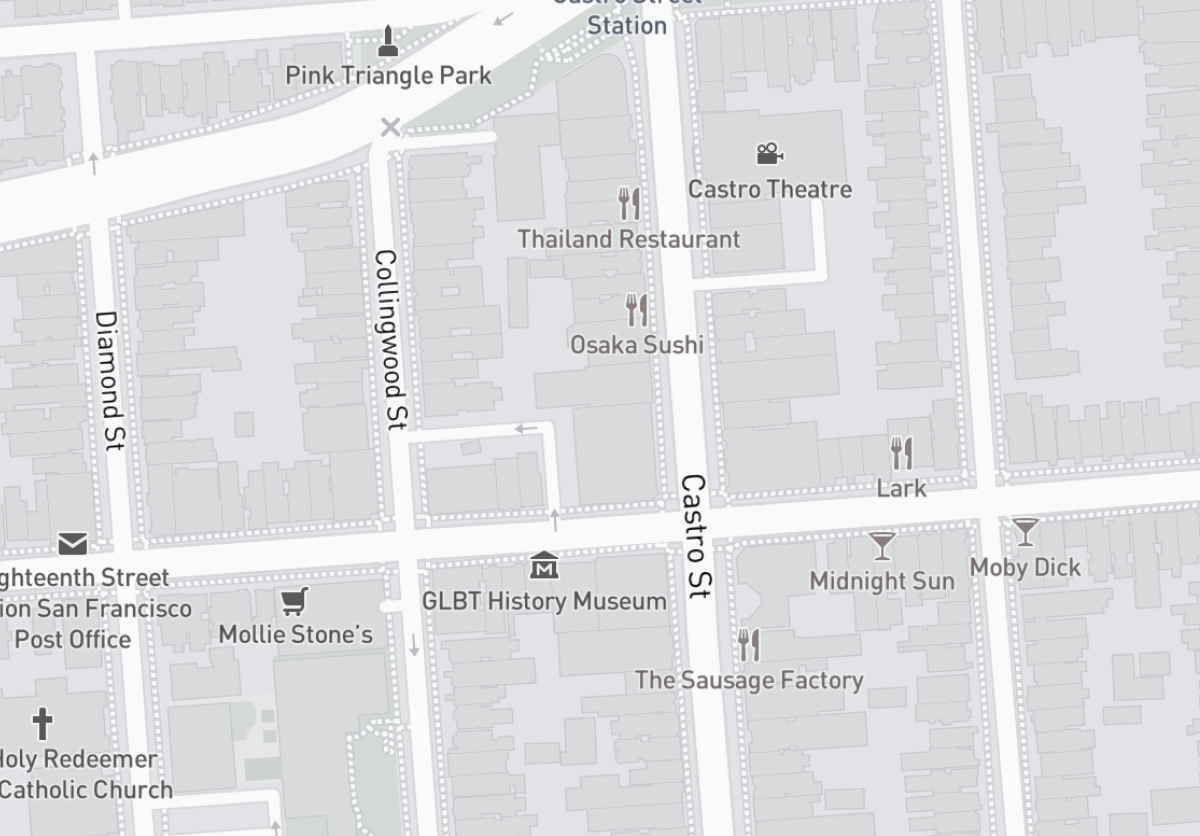 Castro Street
Station
Pink Triangle Park
Castro Theatre
Thailand Restaurant
Collingwood St
Diamond St
Osaka Sushi
Castro St
Lark
ghteenth Street
ion San Francisco
Post Office
Midnight Sun
Moby Dick
GLBT History Museum
Mollie Stone's
The Sausage Factory
Holy Redeemer
Catholic Church